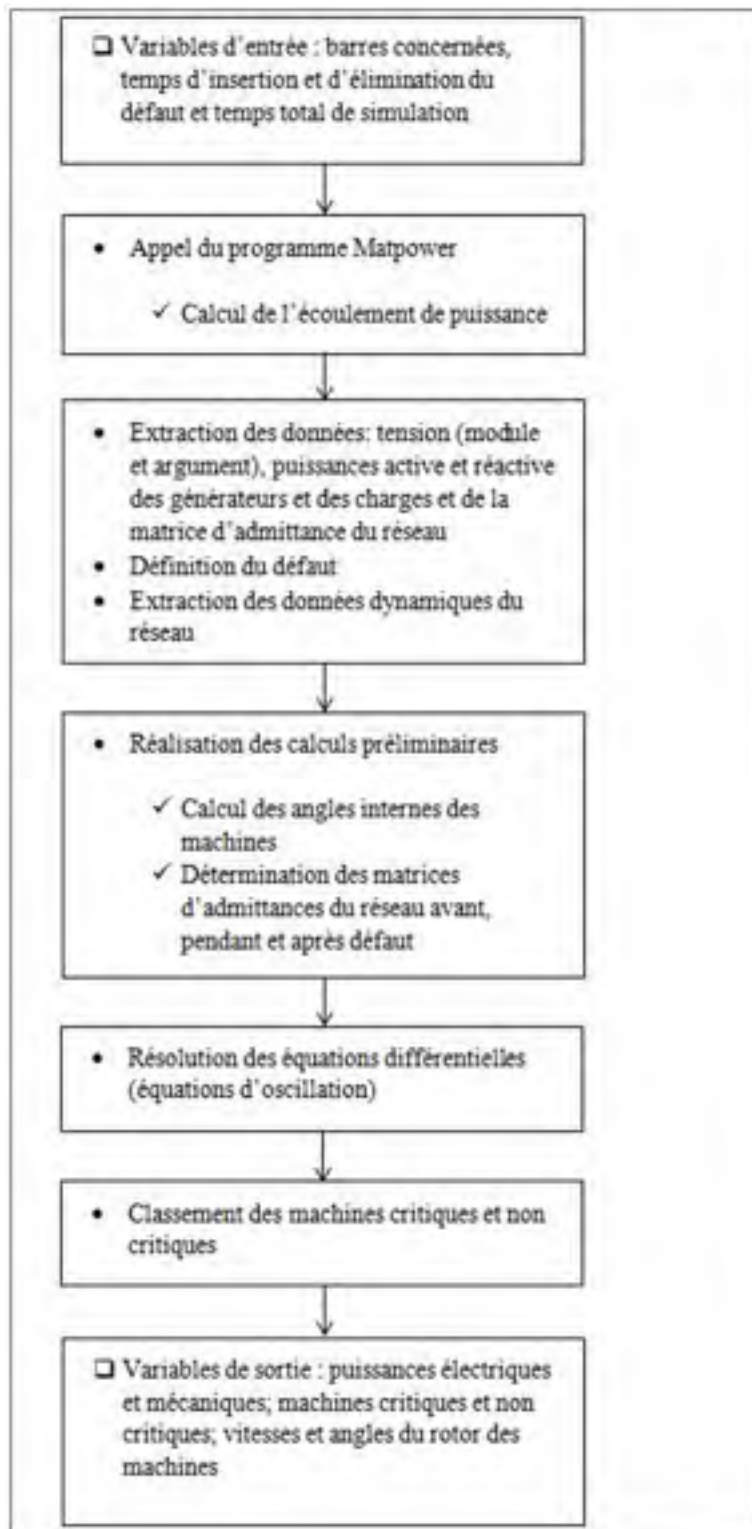 ❑ Variables d'entrée : barres concernées,
temps d'insertion et d'élimination du
défaut et temps total de simulation
• Appel du programme Matpower
✓ Calcul de l'écoulement de puissance
• Extraction des données: tension (module
et argument), puissances active et réactive
des générateurs et des charges et de la
matrice d'admittance du réseau
• Définition du défaut
• Extraction des données dynamiques du
réseau
• Réalisation des calculs préliminaires
✓ Calcul des angles internes des
machines
✓ Détermination des matrices
d'admittances du réseau avant,
pendant et après défaut
• Résolution des équations différentielles
(équations d'oscillation)
• Classement des machines critiques et non
critiques
❑ Variables de sortie : puissances électriques
et mécaniques; machines critiques et non
critiques; vitesses et angles du rotor des
machines